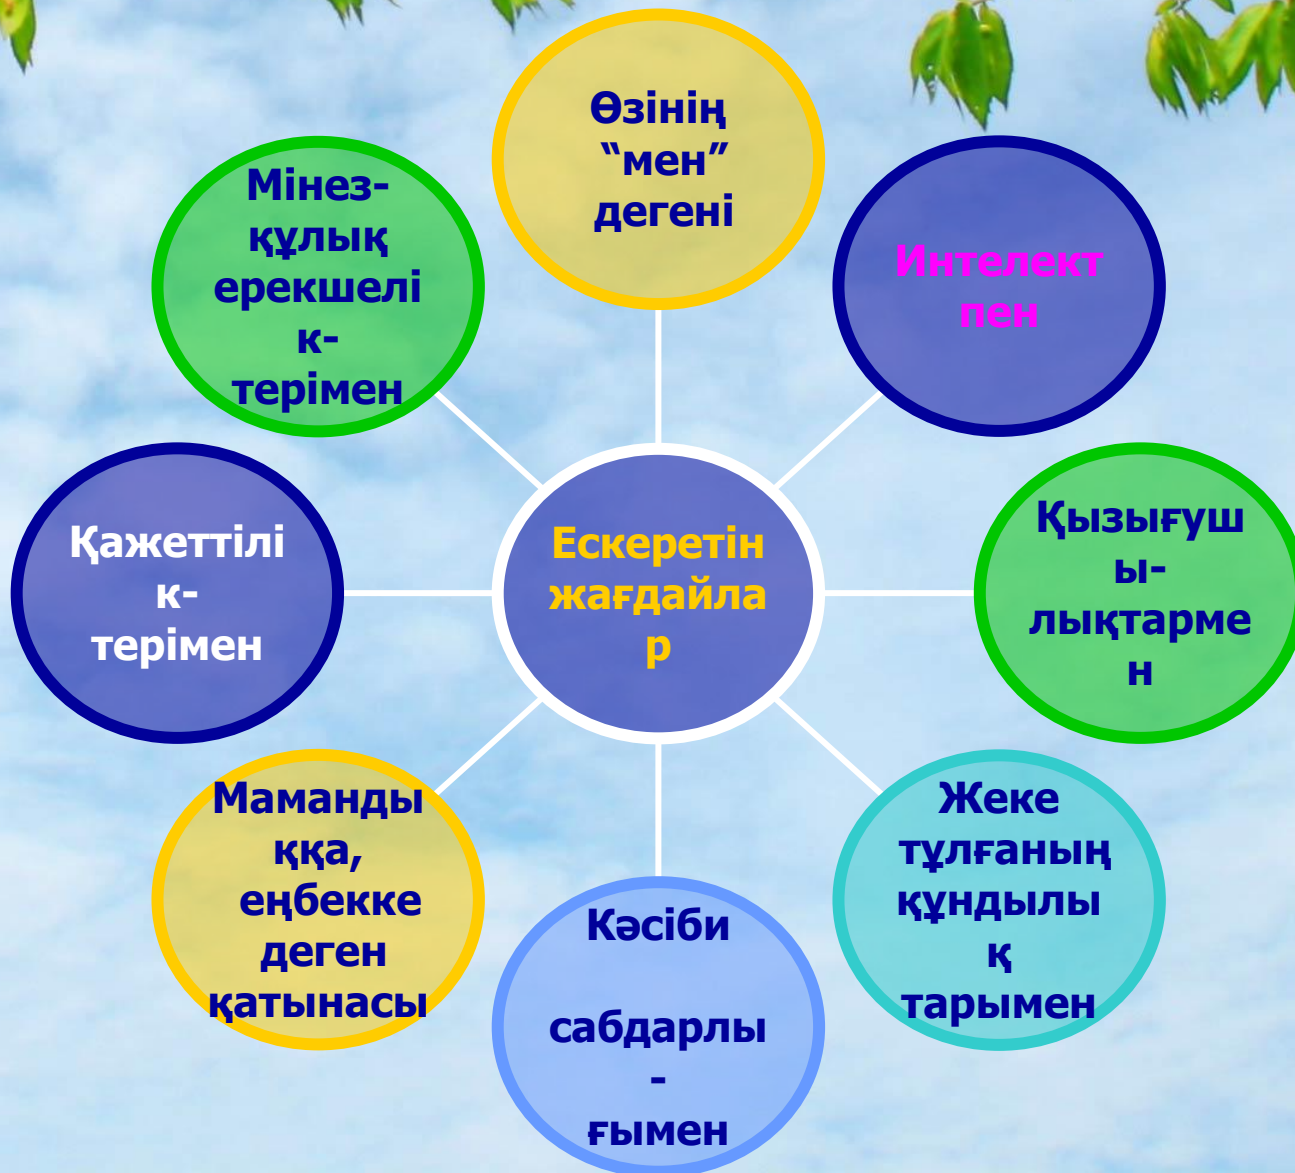 Өзінің
“мен”
дегені
Интелект
пен
Қызығуш
ы-
лықтарме
н
Жеке
тұлғаның
құндылы
қ
тарымен
Кәсіби
сабдарлы
-
ғымен
Маманды
ққа,
еңбекке
деген
қатынасы
Қажеттілі
к-
терімен
Мінез-
құлық
ерекшелі
к-
терімен
Ескеретін
жағдайла
р